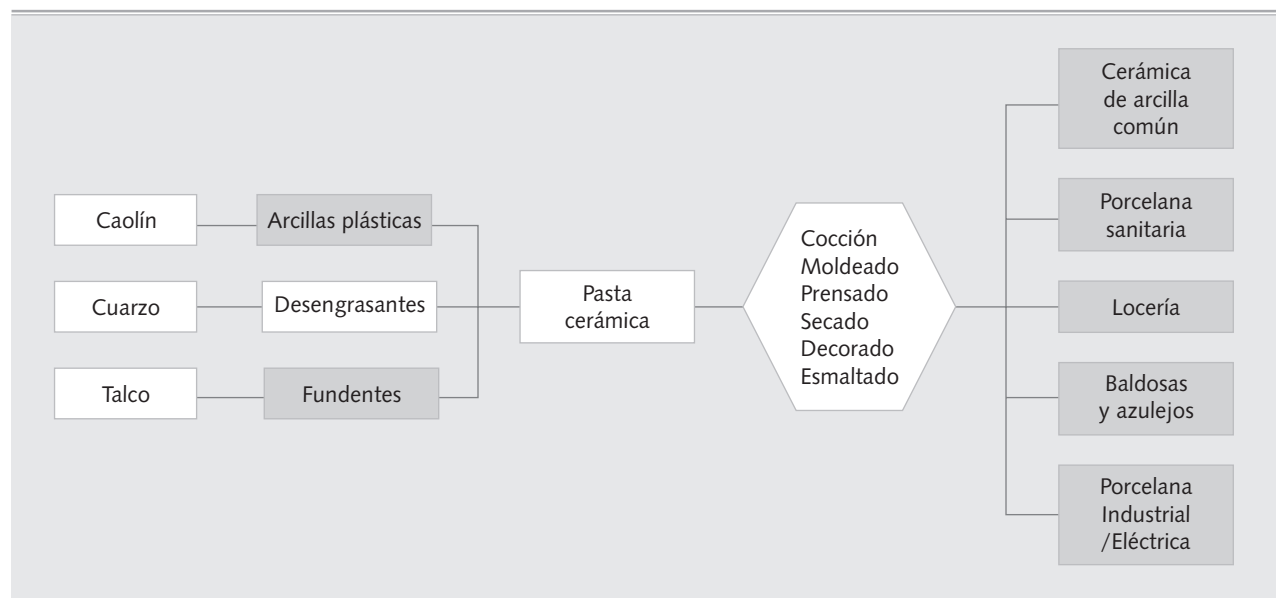 Caolín
Arcillas plásticas
Cuarzo
Desengrasantes
Talco
Fundentes
Pasta
cerámica
Cocción
Moldeado
Prensado
Secado
Decorado
Esmaltado
Cerámica
de arcilla
común
Porcelana
sanitaria
Locería
Baldosas
y azulejos
Porcelana
Industrial
/Eléctrica